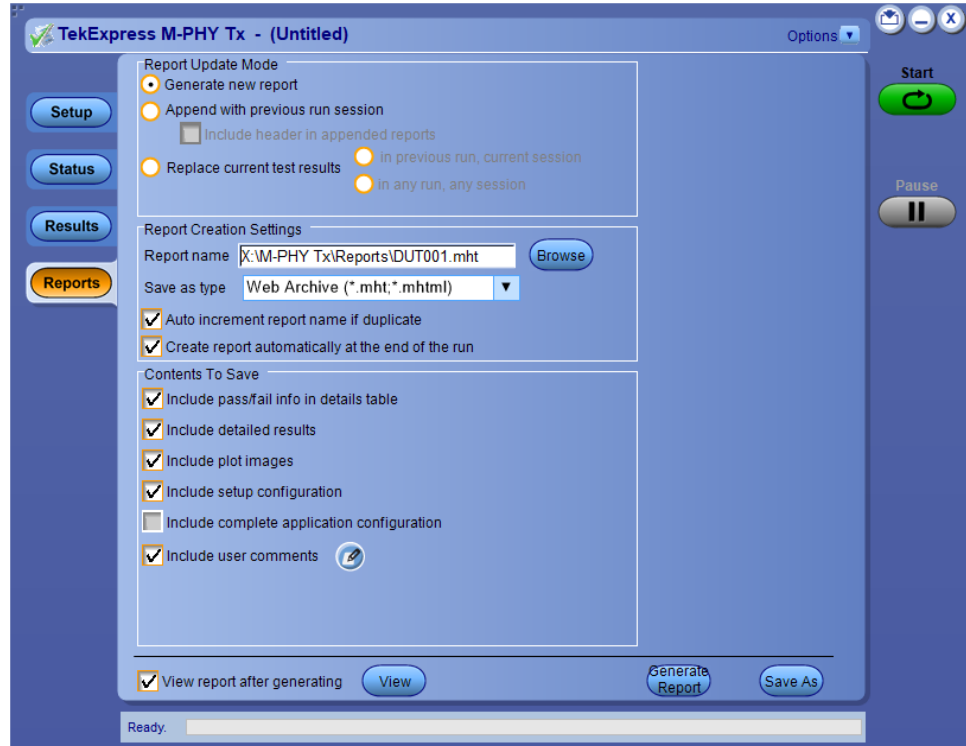 TekExpress M-PHY Tx - (Untitled)
Options
X
Start
Pause
Setup
Status
Results
Reports
Report Update Mode
Generate new report
Append with previous run session
Include header in appended reports
Replace current test results
in previous run, current session
in any run, any session
Report Creation Settings
Report name X:\M-PHY Tx\Reports\DUT001.mht Browse
Save as type Web Archive (*.mht;*.mhtml)
Auto increment report name if duplicate
Create report automatically at the end of the run
Contents To Save
Include pass/fail info in details table
Include detailed results
Include plot images
Include setup configuration
Include complete application configuration
Include user comments
View report after generating View
Generate
Report
Save As
Ready.